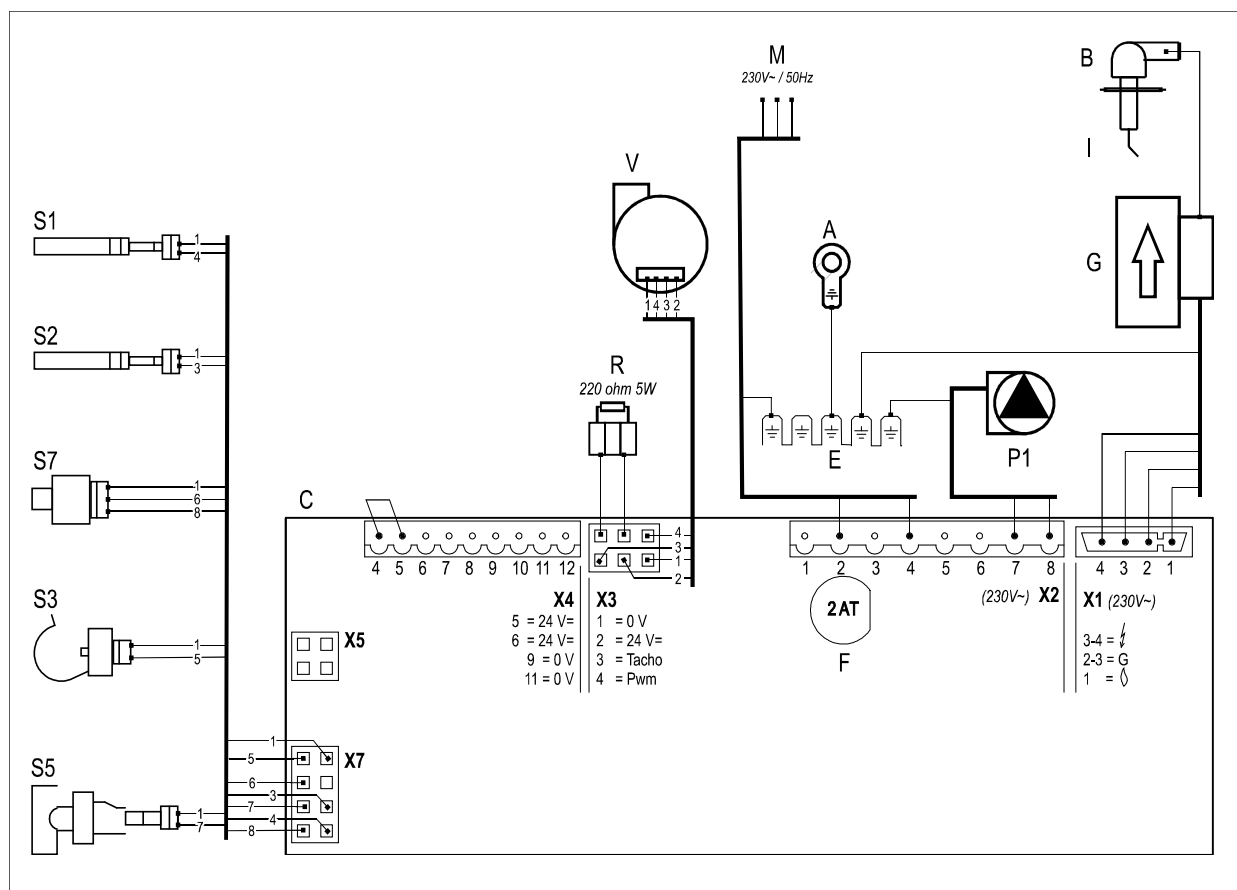 M
230V~ / 50Hz
B
I
V
A
G
S1
1
4
1 4 3 2
S2
1
3
R
220 ohm 5W
E
P1
S7
1
6
8
C
4
3
1
2
4 5 6 7 8 9 10 11 12
1 2 3 4 5 6 7 8
4 3 2 1
X4
5 = 24 V=
6 = 24 V=
9 = 0 V
11 = 0 V
X3
1 = 0 V
2 = 24 V=
3 = Tacho
4 = Pwm
2 AT
F
(230V~) X2
X1 (230V~)
3-4 =
2-3 = G
1 =
S3
1
5
X5
S5
1
7
1
5
6
3
7
4
8
X7